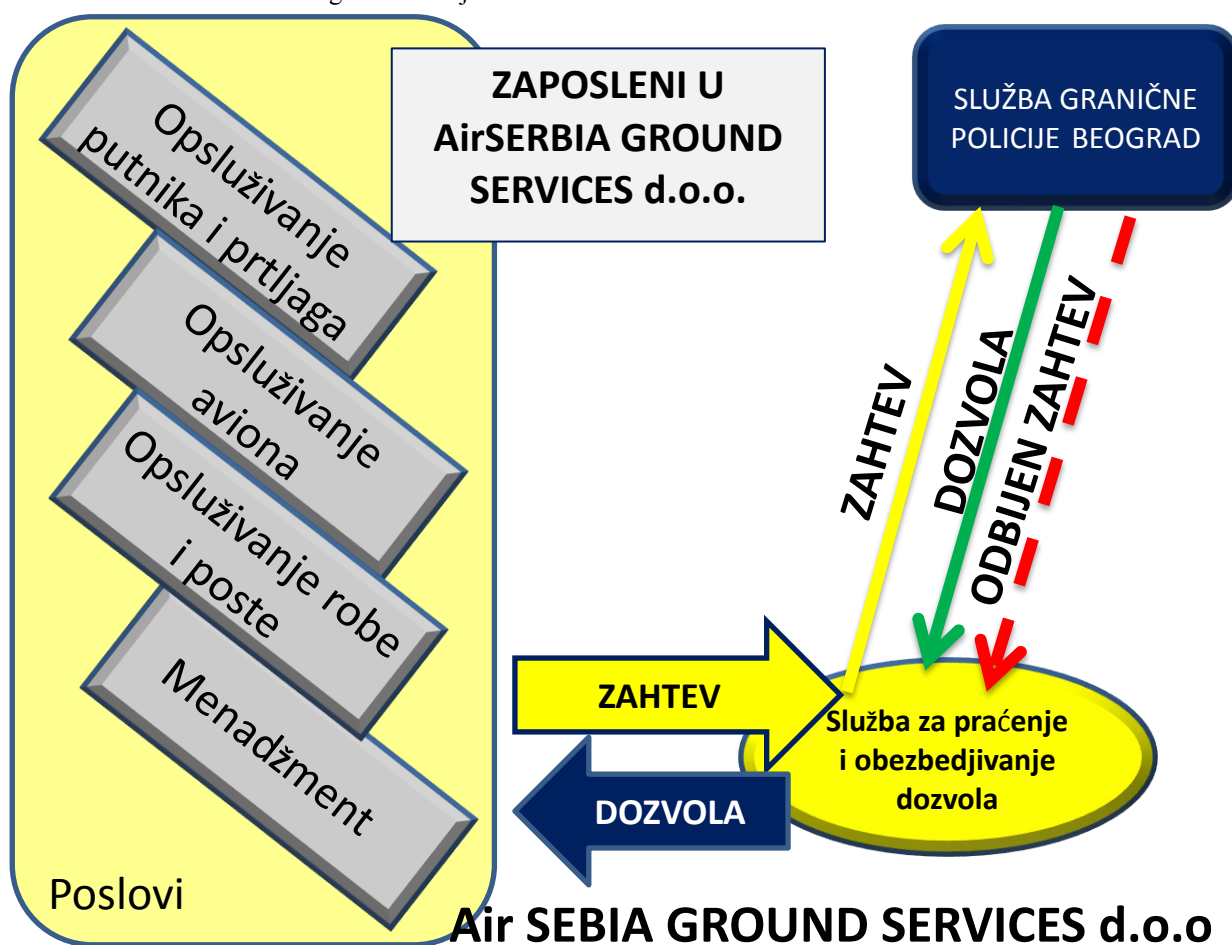 ZAPOSLENI U
AirSERBIA GROUND
SERVICES d.o.o.
SLUŽBA GRANIČNE
POLICIJE BEOGRAD
Opsluživanje
putnika i prtljaga
Opsluživanje
aviona
Opsluživanje robe
i poste
Menadžment
Poslovi
ZAHTEV
DOZVOLA
ODBIJEN ZAHTEV
ZAHTEV
DOZVOLA
Služba za praćenje
i obezbedjivanje
dozvola
Air SEBIA GROUND SERVICES d.o.o